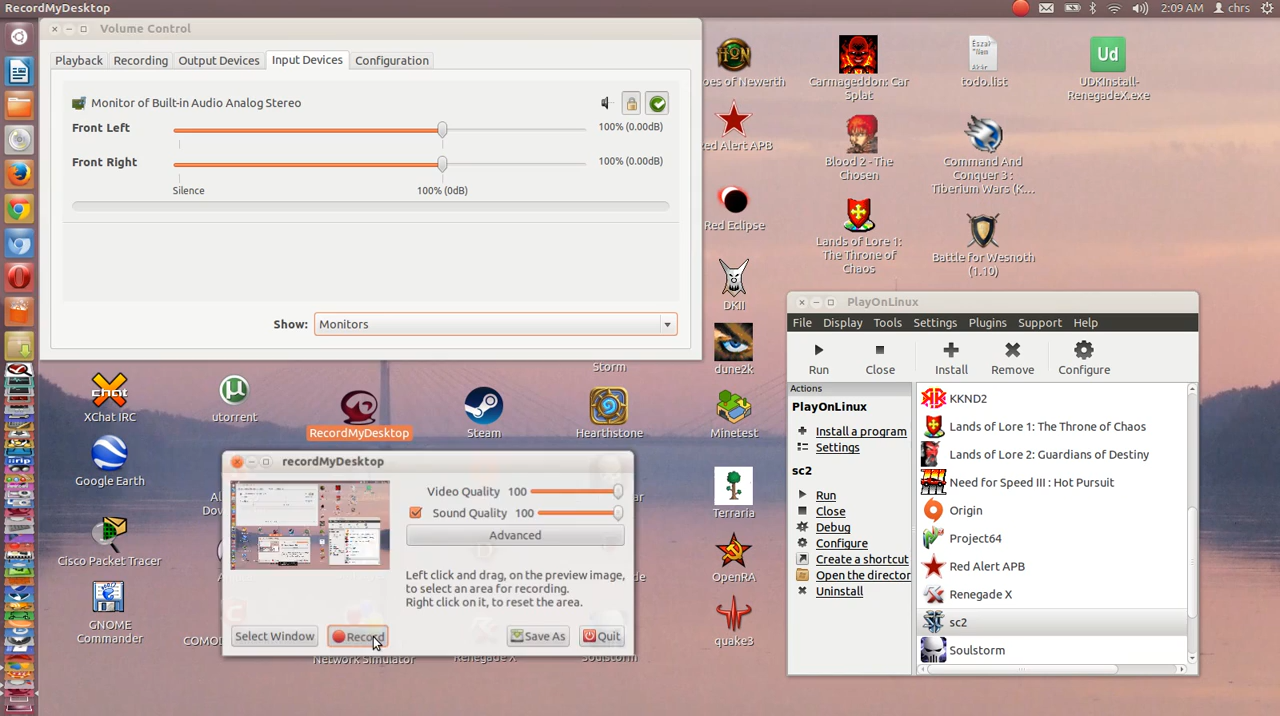 RecordMyDesktop
2:09 AM chrs
Volume Control
Playback Recording Output Devices Input Devices Configuration
Monitor of Built-in Audio Analog Stereo
Front Left 100% (0.00dB)
Front Right 100% (0.00dB)
Silence 100% (0dB)
Show: Monitors
oes of Newerth
Carmageddon: Car
Splat
Eszak
"Nem
Akir
todo.list
Ud
UDKInstall-
RenegadeX.exe
ed Alert APB
Blood 2 - The
Chosen
Command And
Conquer 3 :
Tiberium Wars (K...
Red Eclipse
Lands of Lore 1:
The Throne of
Chaos
Battle for Wesnoth
(1.10)
DKII
dune2k
Storm
XChat IRC
utorrent
RecordMyDesktop
Steam
Hearthstone
Minetest
Google Earth
Terraria
Cisco Packet Tracer
OpenRA
GNOME
Commander
quake3
COMO
Network Simulator
Renegade X
Soulstorm
recordMyDesktop
Video Quality 100
Sound Quality 100
Advanced
Left click and drag, on the preview image,
to select an area for recording.
Right click on it, to reset the area.
Select Window Record Save As Quit
PlayOnLinux
File Display Tools Settings Plugins Support Help
Run Close Install Remove Configure
Actions
PlayOnLinux
Install a program
Settings
sc2
Run
Close
Debug
Configure
Create a shortcut
Open the director
Uninstall
KKND2
Lands of Lore 1: The Throne of Chaos
Lands of Lore 2: Guardians of Destiny
Need for Speed III : Hot Pursuit
Origin
Project64
Red Alert APB
Renegade X
sc2
Soulstorm